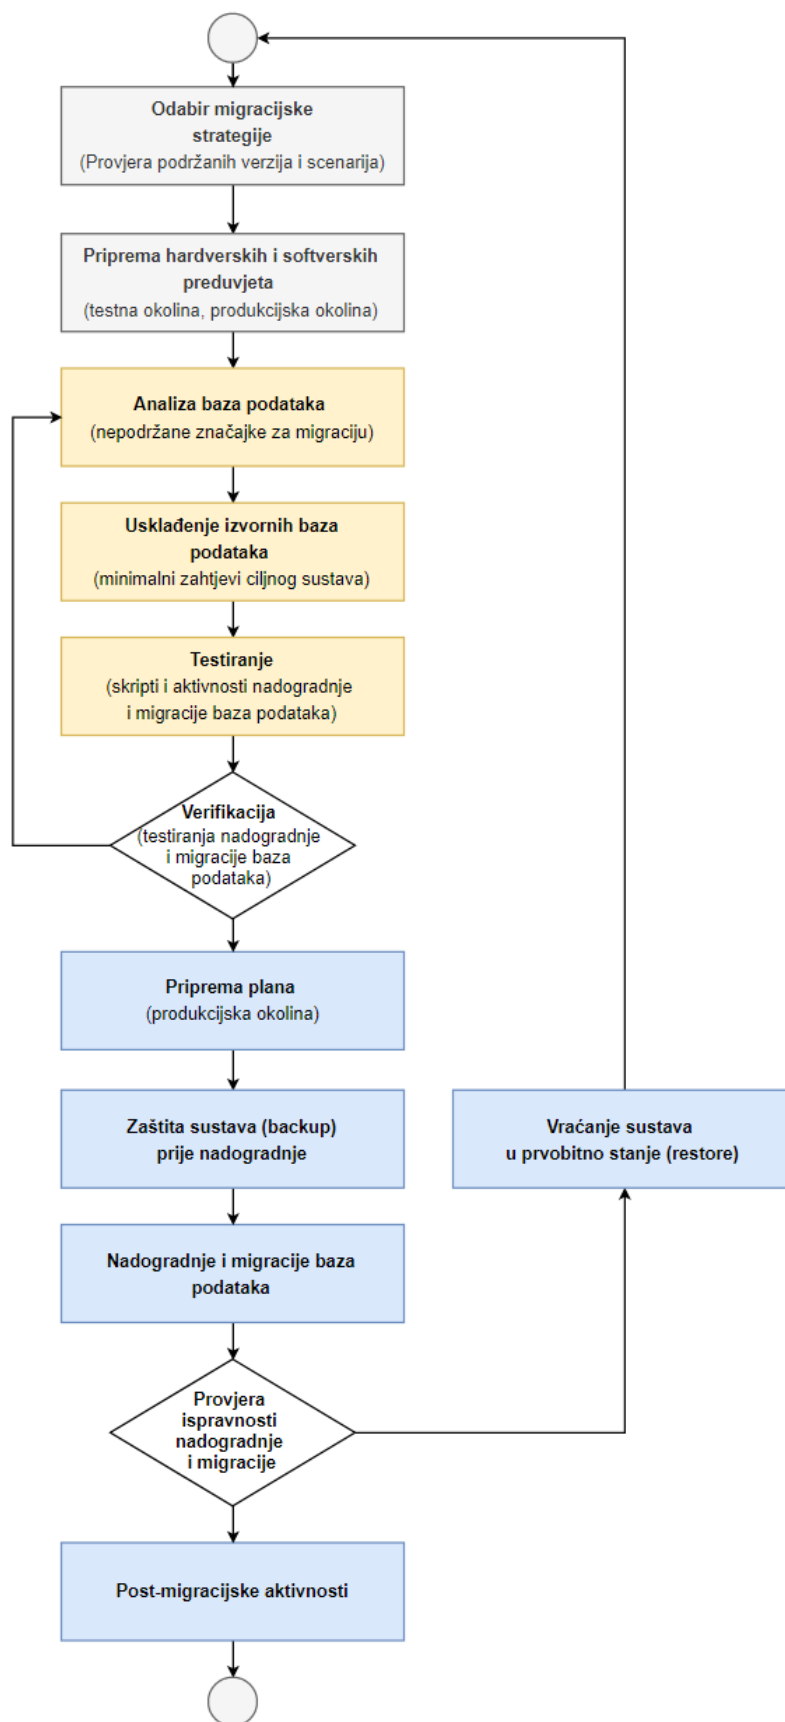 Odabir migracijske
strategije
(Provjera podržanih verzija i scenarija)
Priprema hardverskih i softverskih
preduvjeta
(testna okolina, produkcijska okolina)
Analiza baza podataka
(nepodržane značajke za migraciju)
Usklađenje izvornih baza
podataka
(minimalni zahtjevi ciljnog sustava)
Testiranje
(skripti i aktivnosti nadogradnje
i migracije baza podataka)
Verifikacija
(testiranja nadogradnje
i migracije baza
podataka)
Priprema plana
(produkcijska okolina)
Zaštita sustava (backup)
prije nadogradnje
Vraćanje sustava
u prvobitno stanje (restore)
Nadogradnje i migracije baza
podataka
Provjera
ispravnosti
nadogradnje
i migracije
Post-migracijske aktivnosti